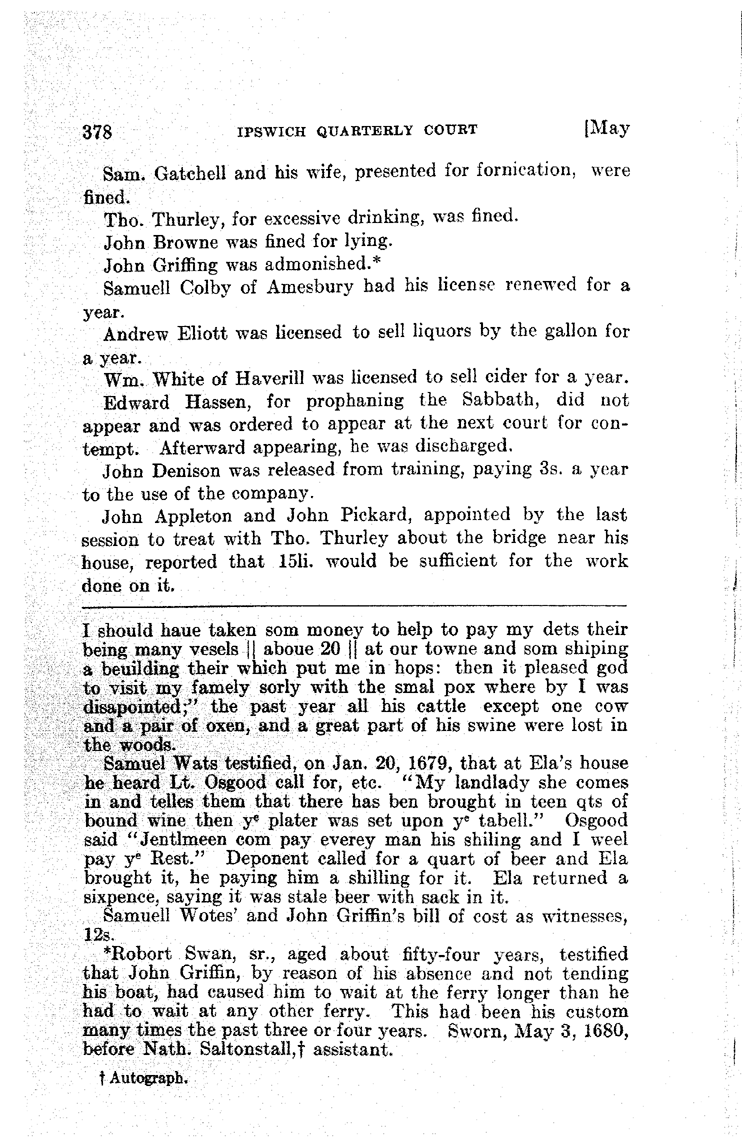 378 IPSWICH QUARTERLY COURT [May
Sam. Gatchell and his wife, presented for fornication, were
fined.
Tho. Thurley, for excessive drinking, was fined.
John Browne was fined for lying.
John Griffing was admonished.*
Samuell Colby of Amesbury had his license renewed for a
year.
Andrew Eliott was licensed to sell liquors by the gallon for
a year.
Wm. White of Haverill was licensed to sell cider for a year.
Edward Hassen, for prophaning the Sabbath, did not
appear and was ordered to appear at the next court for con-
tempt. Afterward appearing, he was discharged.
John Denison was released from training, paying 3s. a year
to the use of the company.
John Appleton and John Pickard, appointed by the last
session to treat with Tho. Thurley about the bridge near his
house, reported that 15li. would be sufficient for the work
done on it.
I should haue taken som money to help to pay my dets their
being many vesels || aboue 20 || at our towne and som shiping
a beuilding their which put me in hops: then it pleased god
to visit my famely sorly with the smal pox where by I was
disapointed;" the past year all his cattle except one cow
and a pair of oxen, and a great part of his swine were lost in
the woods.
Samuel Wats testified, on Jan. 20, 1679, that at Ela's house
he heard Lt. Osgood call for, etc. "My landlady she comes
in and telles them that there has ben brought in teen qts of
bound wine then yᵉ plater was set upon yᵉ tabell." Osgood
said "Jentlmeen com pay everey man his shiling and I weel
pay yᵉ Rest." Deponent called for a quart of beer and Ela
brought it, he paying him a shilling for it. Ela returned a
sixpence, saying it was stale beer with sack in it.
Samuell Wotes' and John Griffin's bill of cost as witnesses,
12s.
*Robort Swan, sr., aged about fifty-four years, testified
that John Griffin, by reason of his absence and not tending
his boat, had caused him to wait at the ferry longer than he
had to wait at any other ferry. This had been his custom
many times the past three or four years. Sworn, May 3, 1680,
before Nath. Saltonstall,† assistant.
† Autograph.